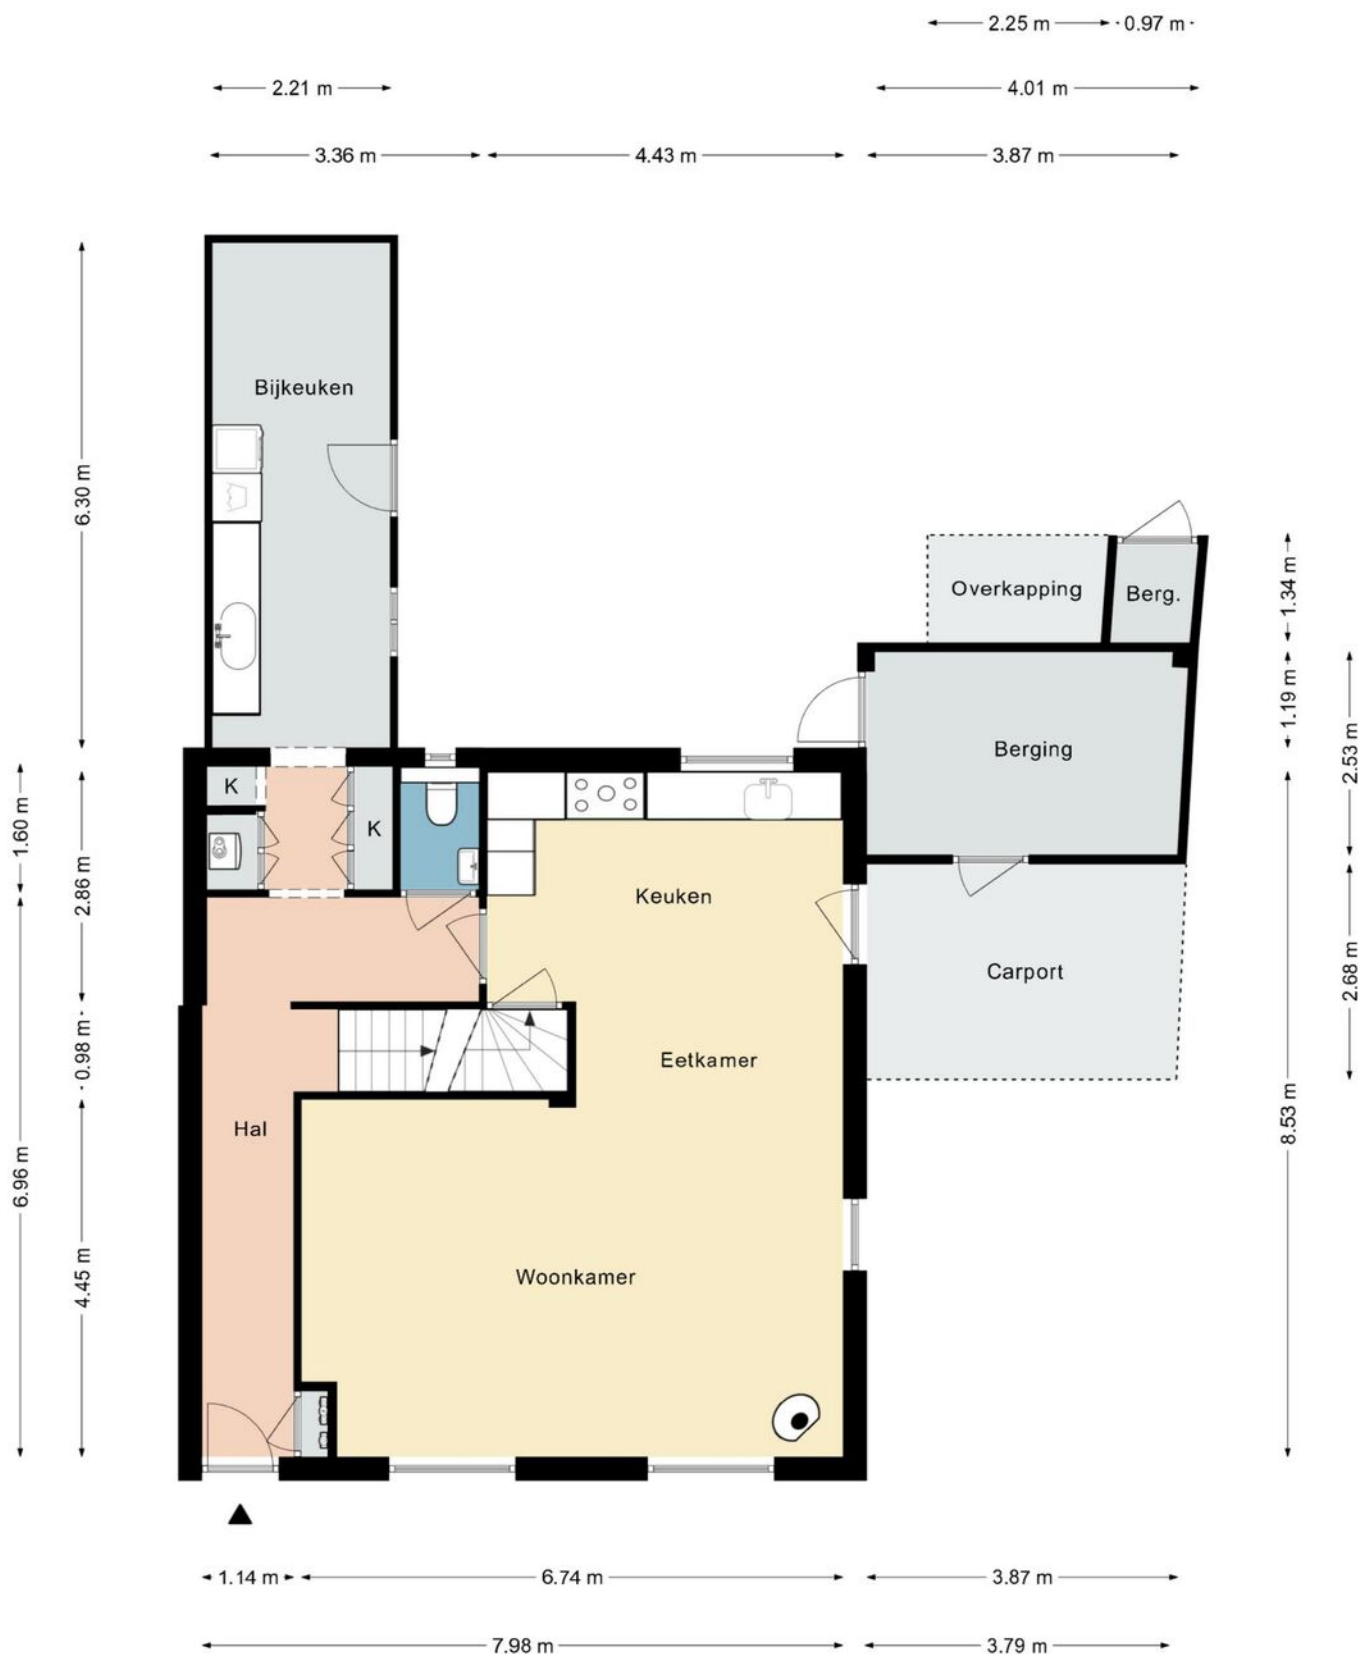 2.25 m 0.97 m
2.21 m 4.01 m
3.36 m 4.43 m 3.87 m
Bijkeuken
6.30 m
Overkapping Berg.
1.34 m
1.19 m
Berging
2.53 m
K
K
1.60 m
2.86 m
Keuken
Carport
2.68 m
0.98 m
Eetkamer
Hal
8.53 m
6.96 m
4.45 m
Woonkamer
1.14 m 6.74 m 3.87 m
7.98 m 3.79 m